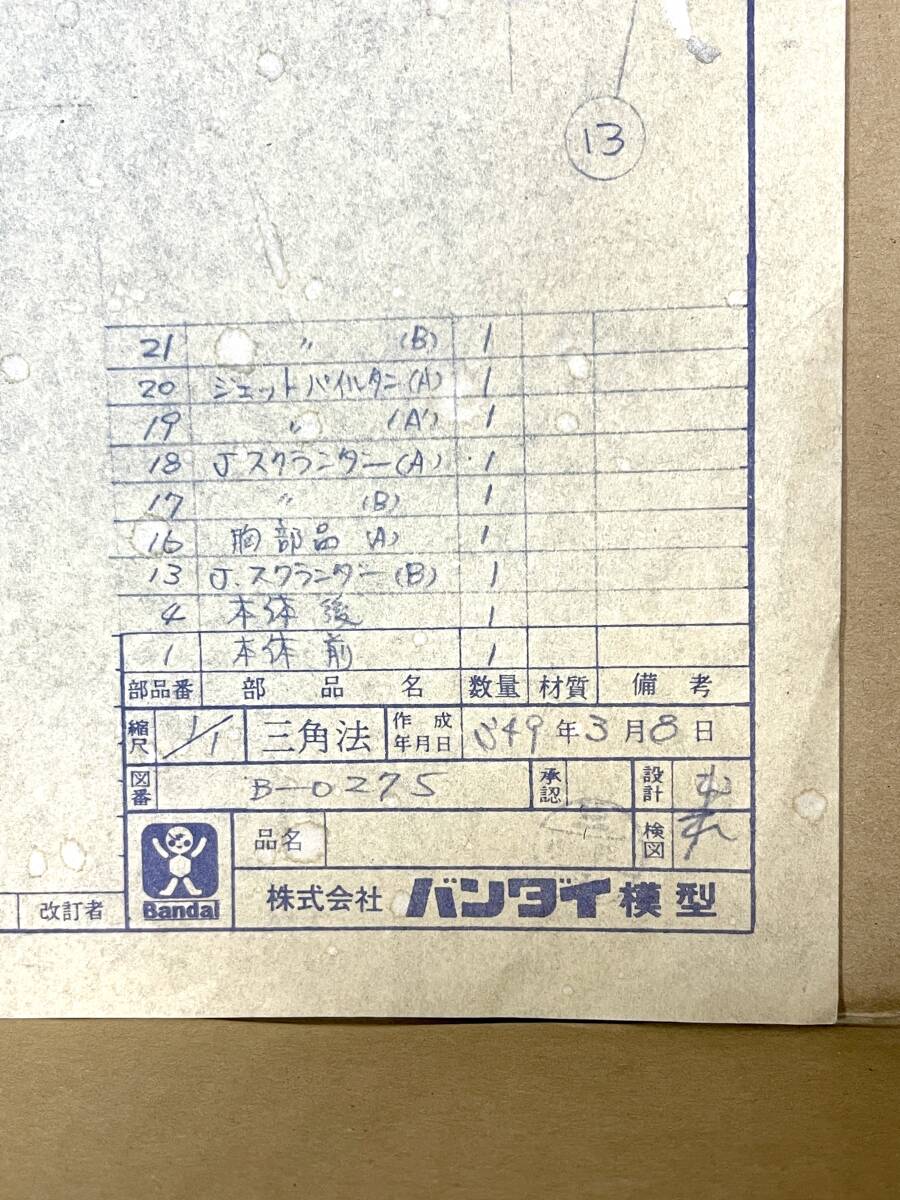 13
21 〃 (B) 1
20 ジェットパイルダー(A) 1
19 〃 (A') 1
18 J スクランダー(A) 1
17 〃 (B) 1
16 胸部品 (A) 1
13 J.スクランダー(B) 1
4 本体 後 1
1 本体 前 1
部品番 部品名 数量 材質 備考
縮尺 1/1 三角法 作成年月日 S49年3月8日
図番 B-0275 承認 設計
品名 検図
改訂者 Bandai 株式会社 バンダイ模型